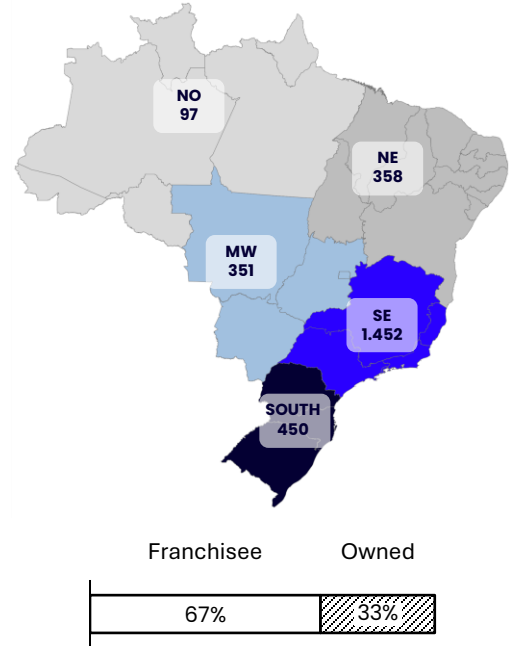 NO
97
NE
358
MW
351
SE
1.452
SOUTH
450
Franchisee Owned
67% 33%